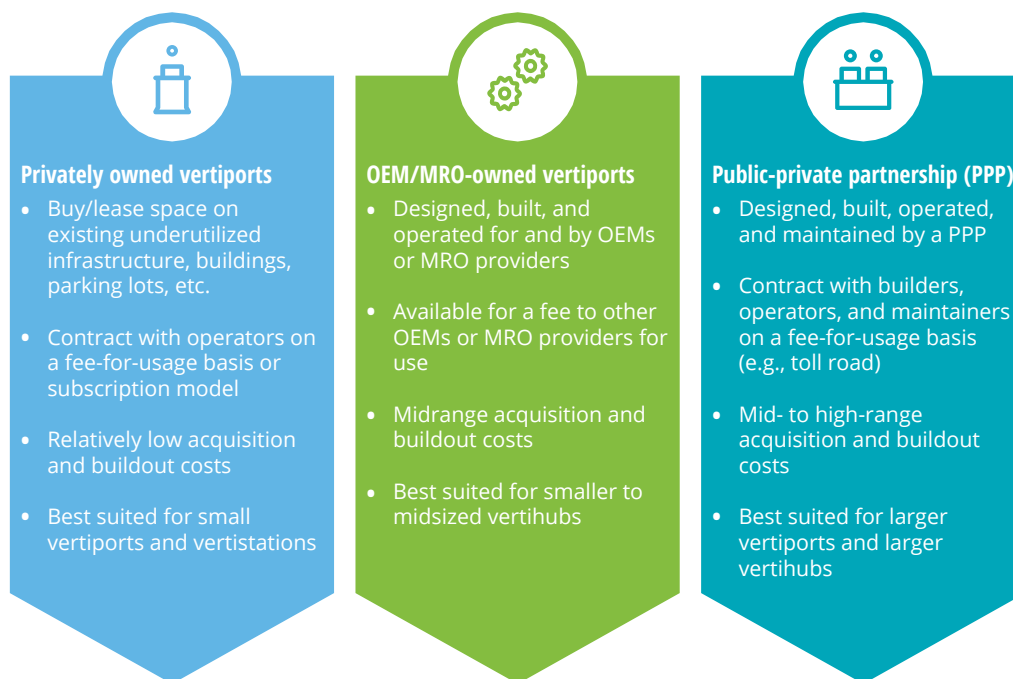 Privately owned vertiports
• Buy/lease space on
existing underutilized
infrastructure, buildings,
parking lots, etc.
• Contract with operators on
a fee-for-usage basis or
subscription model
• Relatively low acquisition
and buildout costs
• Best suited for small
vertiports and vertistations
OEM/MRO-owned vertiports
• Designed, built, and
operated for and by OEMs
or MRO providers
• Available for a fee to other
OEMs or MRO providers for
use
• Midrange acquisition and
buildout costs
• Best suited for smaller to
midsized vertihubs
Public-private partnership (PPP)
• Designed, built, operated,
and maintained by a PPP
• Contract with builders,
operators, and maintainers
on a fee-for-usage basis
(e.g., toll road)
• Mid- to high-range
acquisition and buildout
costs
• Best suited for larger
vertiports and larger
vertihubs